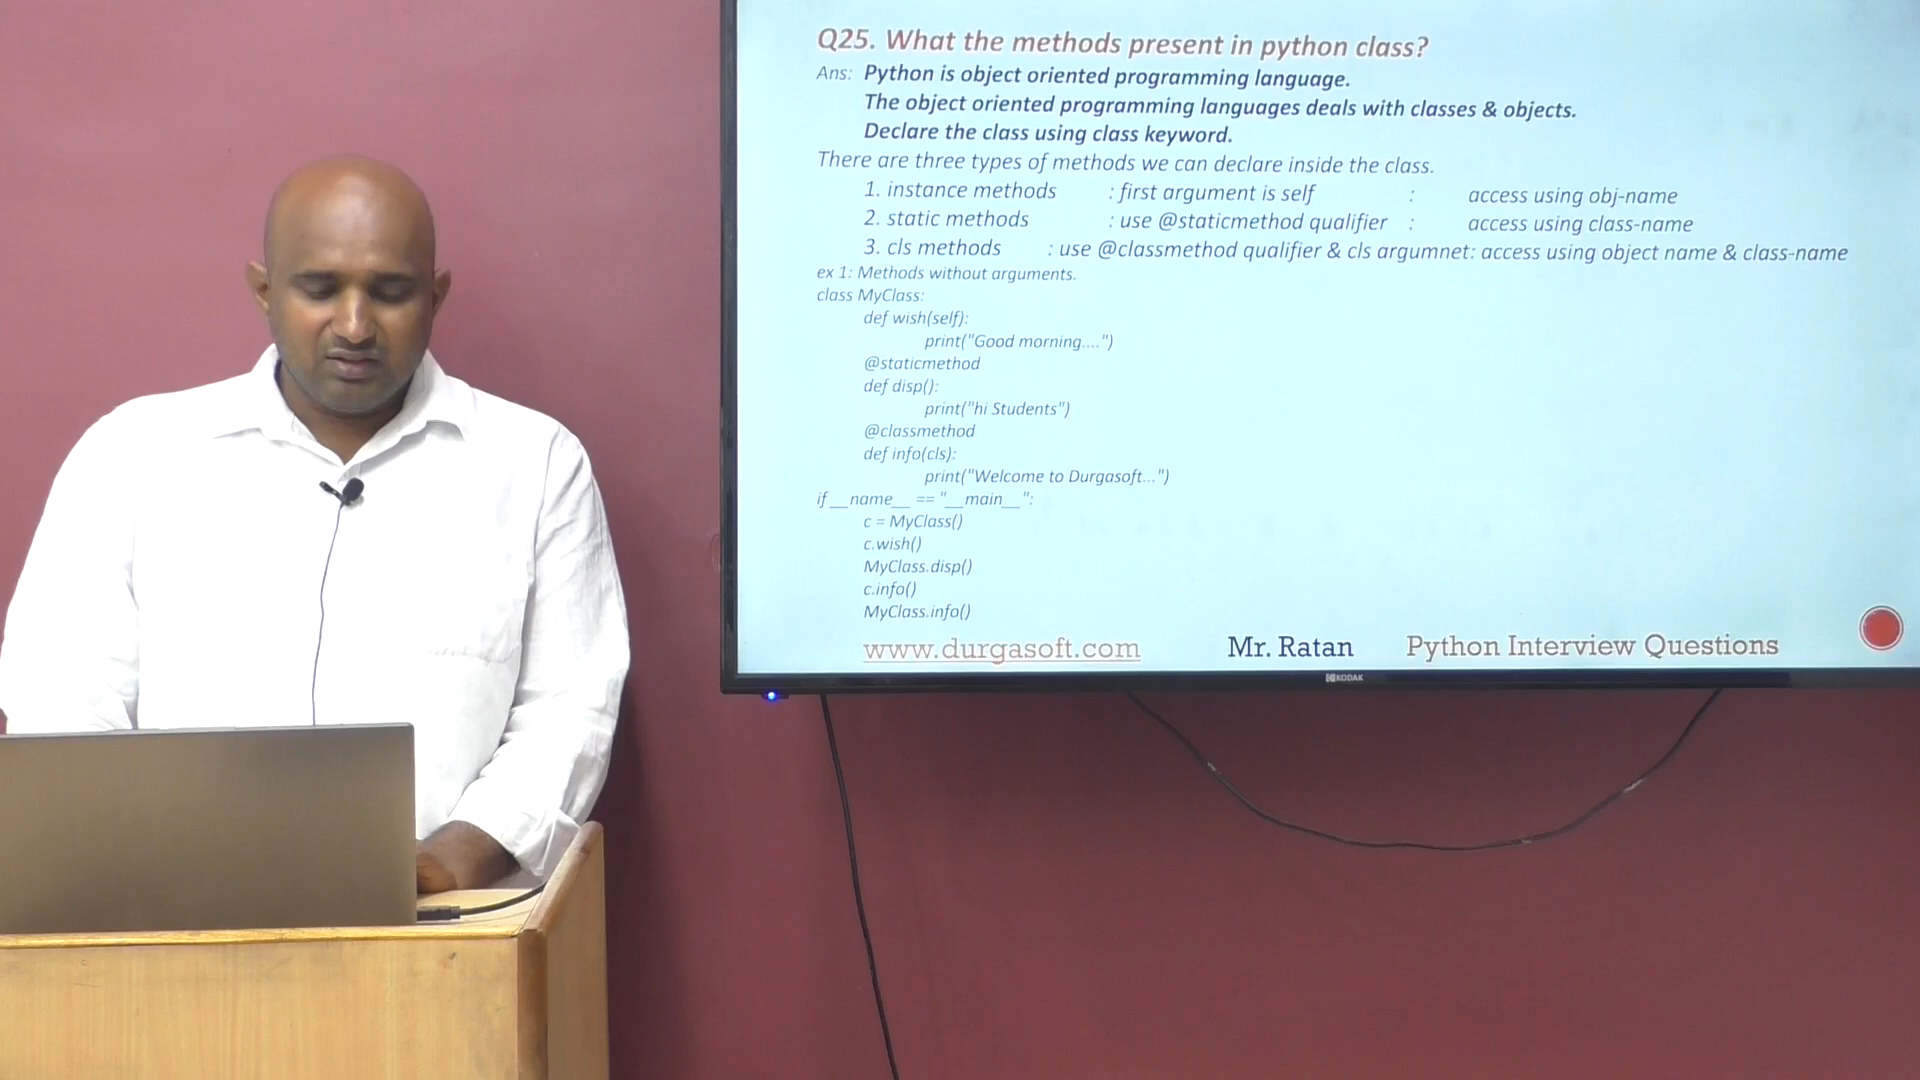 Q25. What the methods present in python class?
Ans: Python is object oriented programming language.
The object oriented programming languages deals with classes & objects.
Declare the class using class keyword.
There are three types of methods we can declare inside the class.
1. instance methods : first argument is self : access using obj-name
2. static methods : use @staticmethod qualifier : access using class-name
3. cls methods : use @classmethod qualifier & cls argumnet: access using object name & class-name
ex 1: Methods without arguments.
class MyClass:
def wish(self):
print("Good morning....")
@staticmethod
def disp():
print("hi Students")
@classmethod
def info(cls):
print("Welcome to Durgasoft...")
if __name__ == "__main__":
c = MyClass()
c.wish()
MyClass.disp()
c.info()
MyClass.info()
www.durgasoft.com Mr. Ratan Python Interview Questions
KODAK